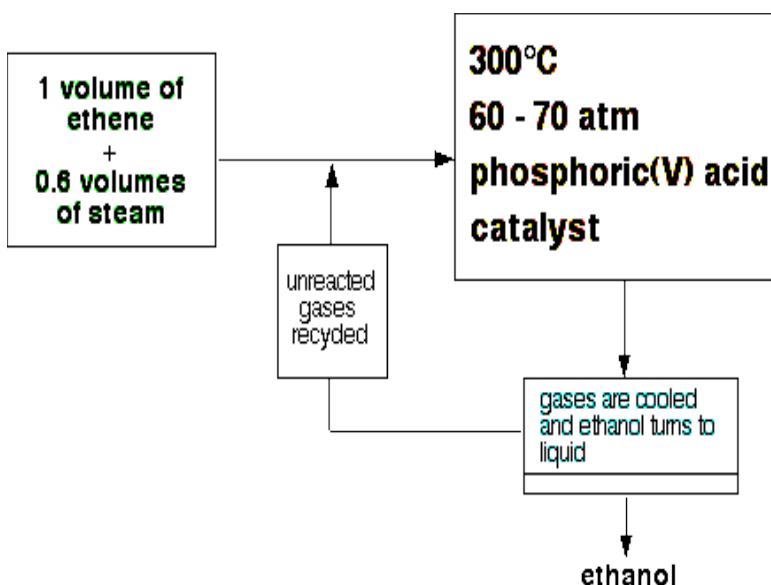 1 volume of
ethene
+
0.6 volumes
of steam
300°C
60 - 70 atm
phosphoric(V) acid
catalyst
unreacted
gases
recycled
gases are cooled
and ethanol turns to
liquid
ethanol